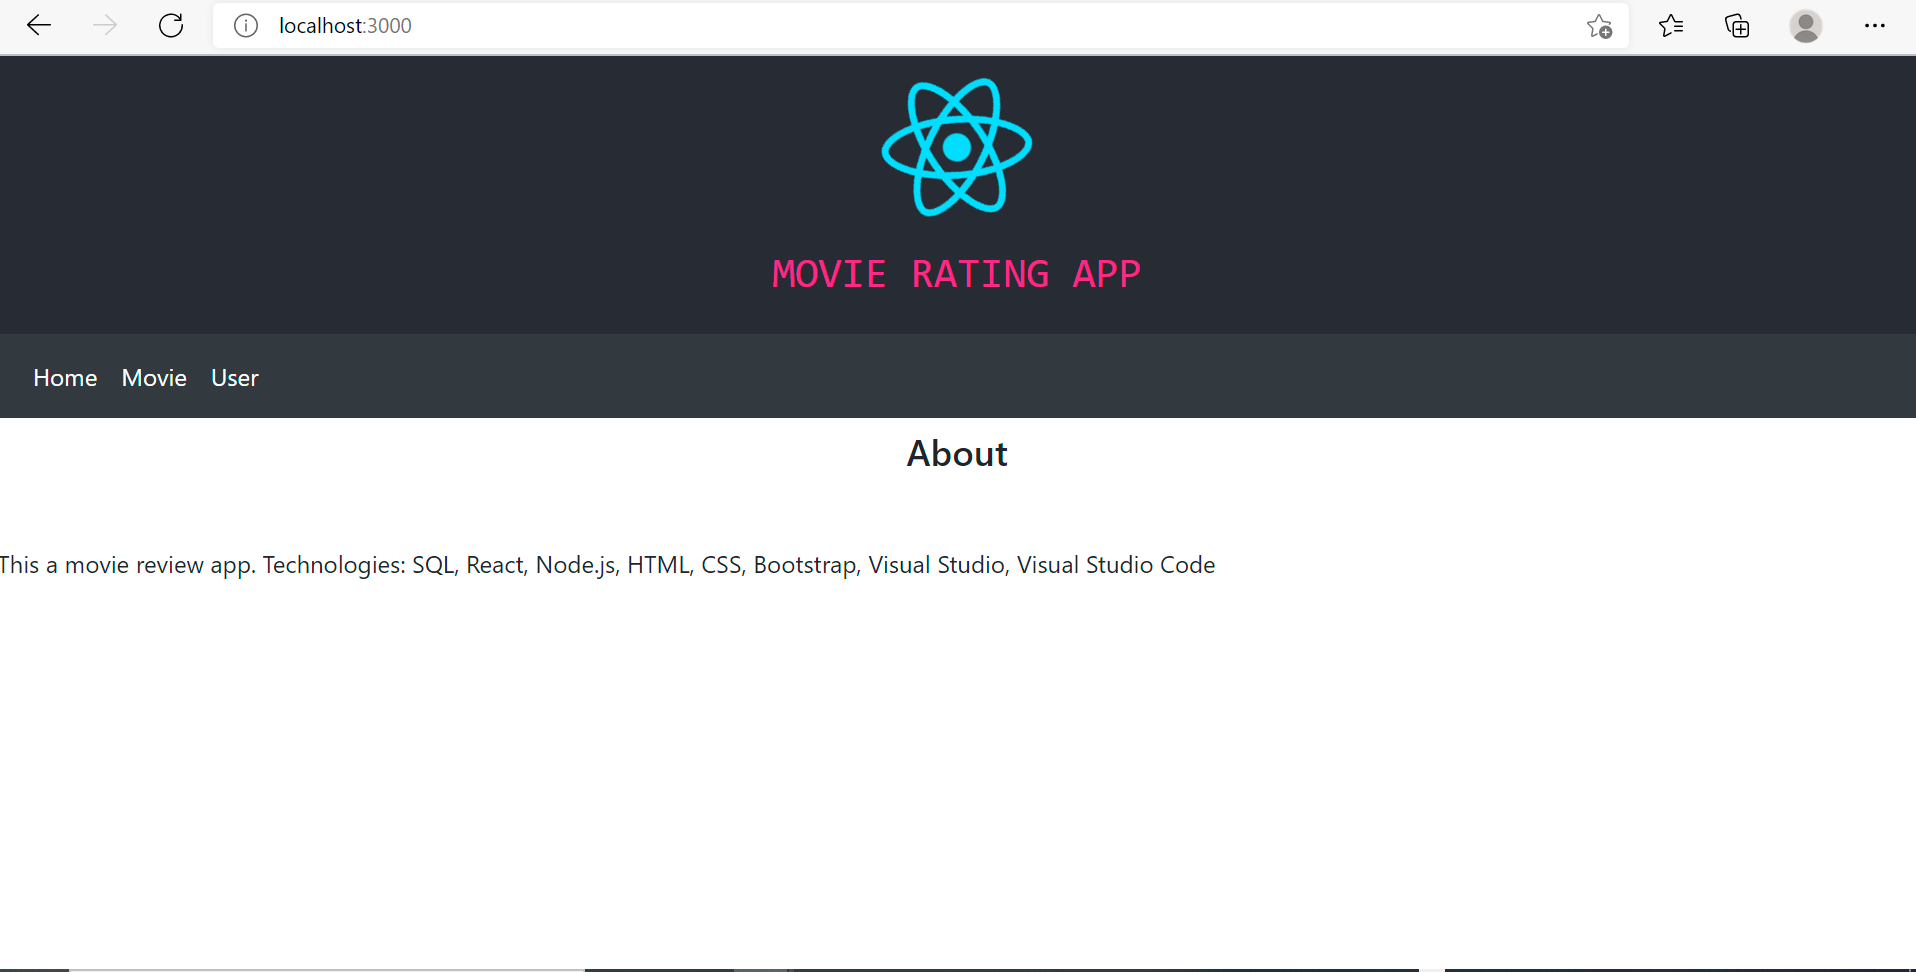 localhost:3000
MOVIE RATING APP
Home Movie User
About
This a movie review app. Technologies: SQL, React, Node.js, HTML, CSS, Bootstrap, Visual Studio, Visual Studio Code